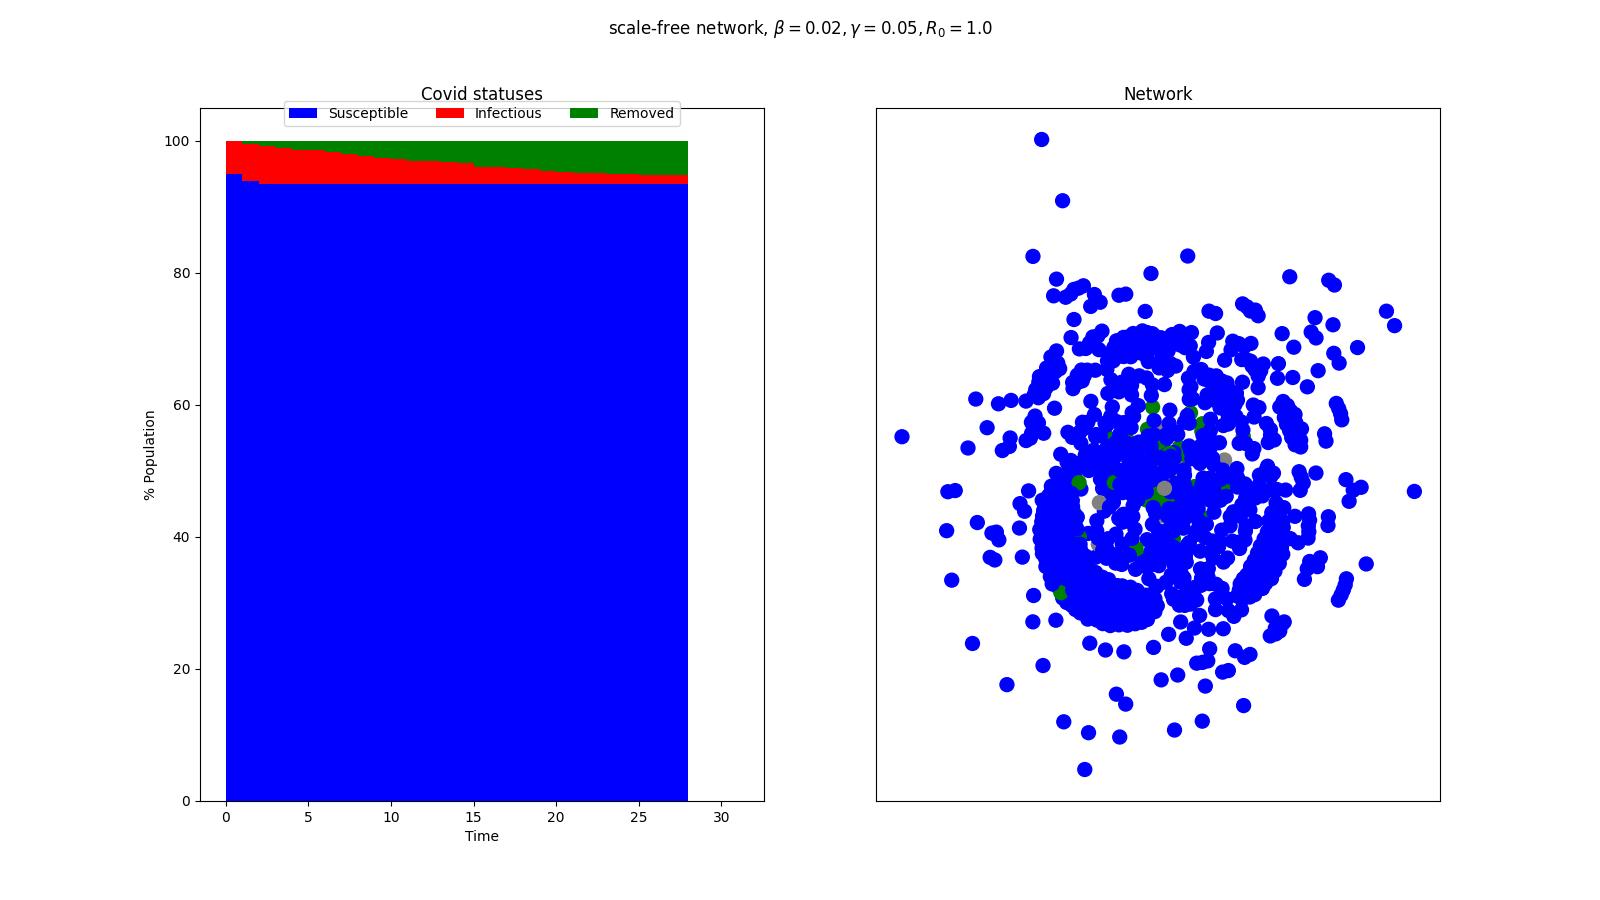 scale-free network, β = 0.02, γ = 0.05, R₀ = 1.0
Covid statuses
Susceptible Infectious Removed
100
80
60
40
20
0
% Population
0 5 10 15 20 25 30
Time
Network